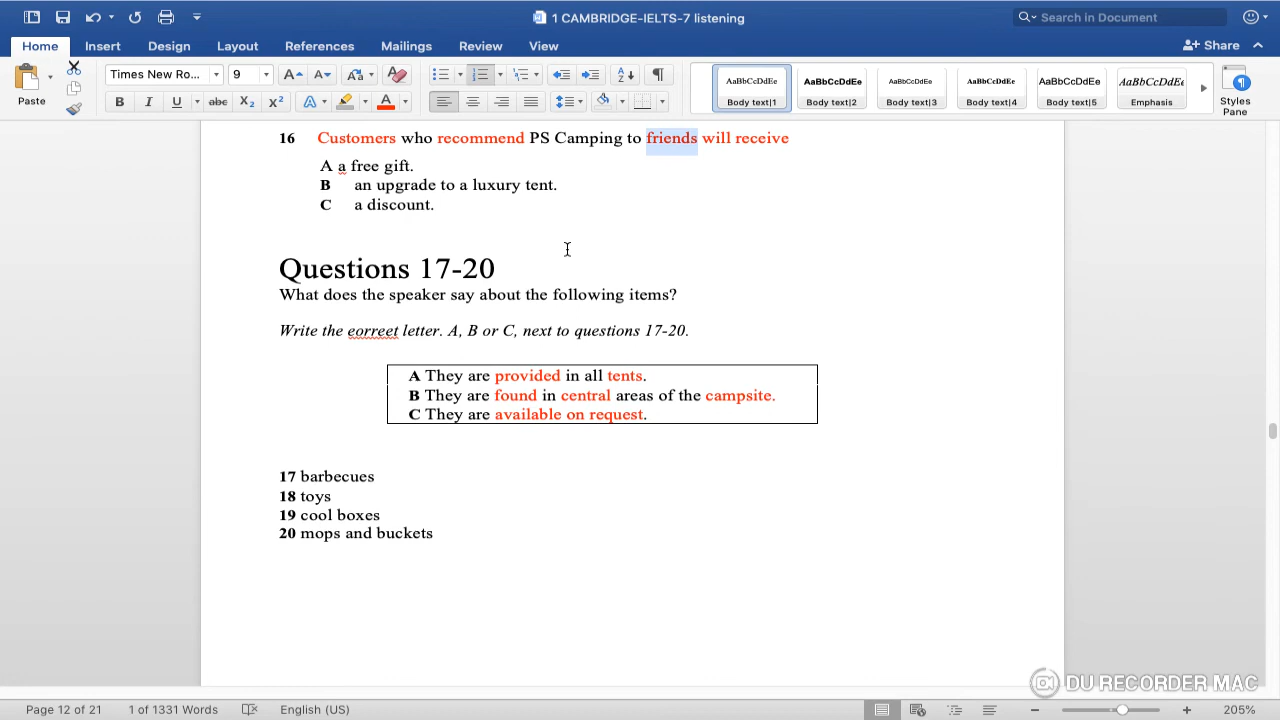 1 CAMBRIDGE-IELTS-7 listening
Search in Document
Home Insert Design Layout References Mailings Review View
Share
Times New Ro... 9
Paste
AaBbCcDdEe AaBbCcDdEe AaBbCcDdEe AaBbCcDdEe AaBbCcDdEe AaBbCcDdEe
Body text|1 Body text|2 Body text|3 Body text|4 Body text|5 Emphasis
Styles
Pane
16 Customers who recommend PS Camping to friends will receive
A a free gift.
B an upgrade to a luxury tent.
C a discount.
Questions 17-20
What does the speaker say about the following items?
Write the eorreet letter. A, B or C, next to questions 17-20.
A They are provided in all tents.
B They are found in central areas of the campsite.
C They are available on request.
17 barbecues
18 toys
19 cool boxes
20 mops and buckets
DU RECORDER MAC
Page 12 of 21 1 of 1331 Words English (US) 205%